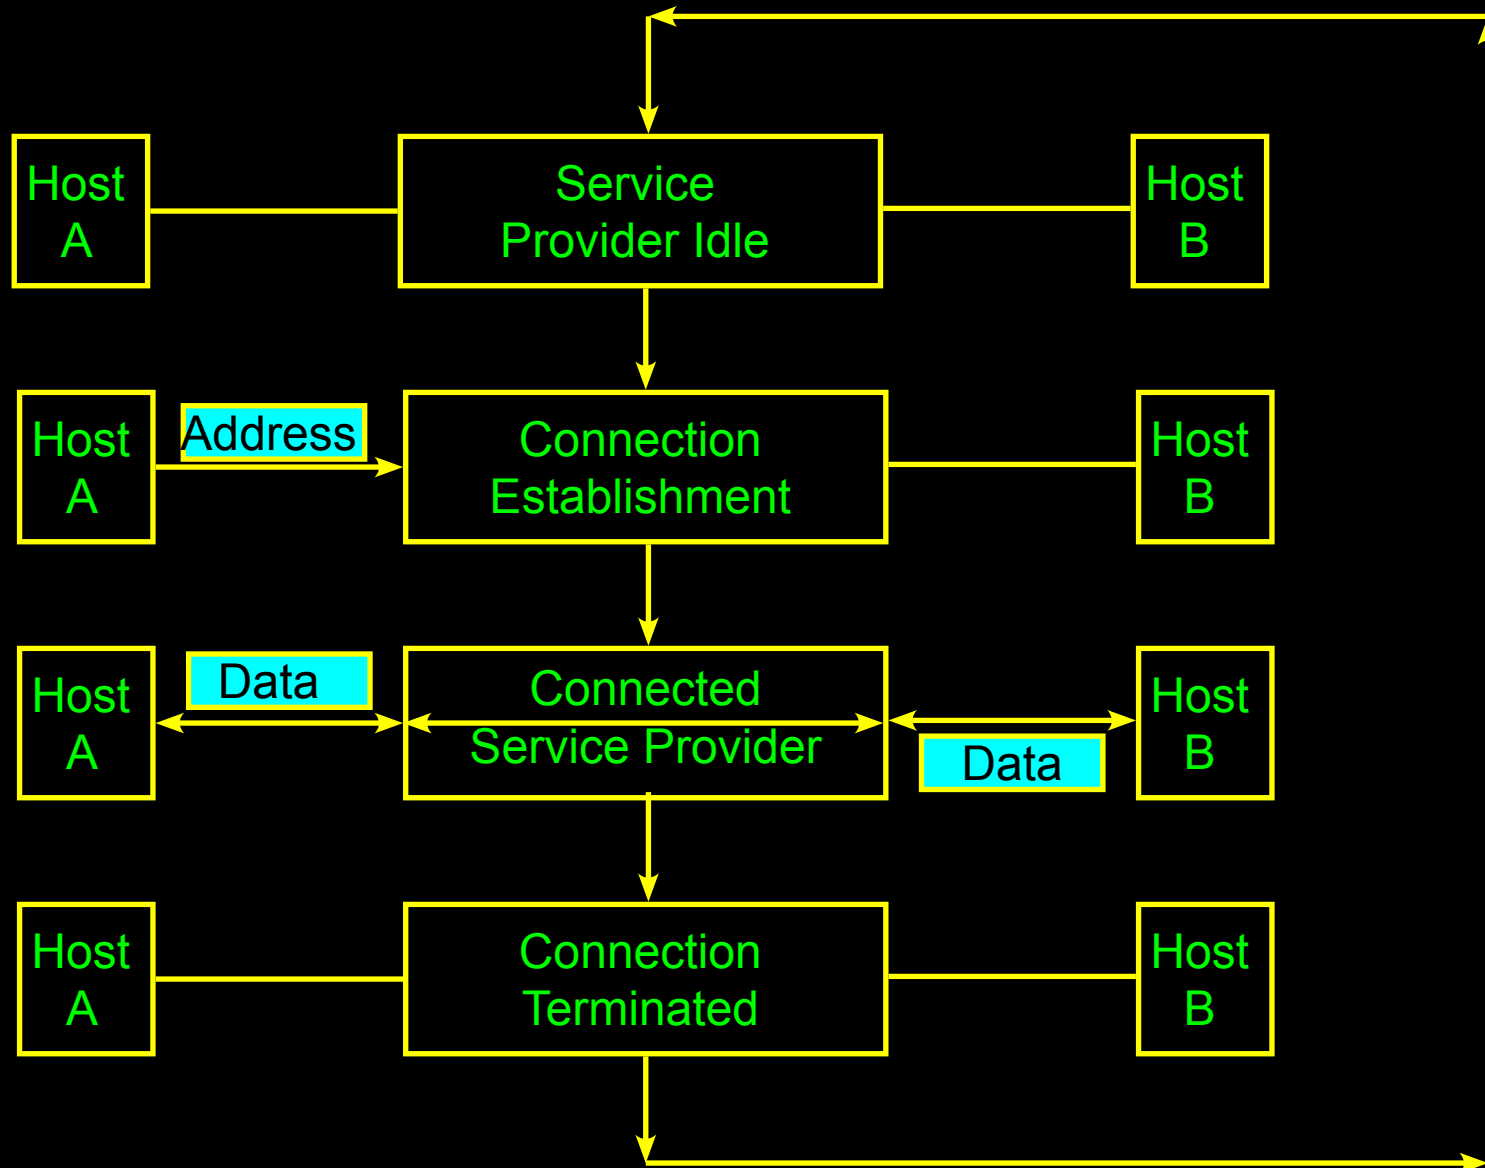 Host
A
Service
Provider Idle
Host
B
Host
A
Address
Connection
Establishment
Host
B
Host
A
Data
Connected
Service Provider
Data
Host
B
Host
A
Connection
Terminated
Host
B